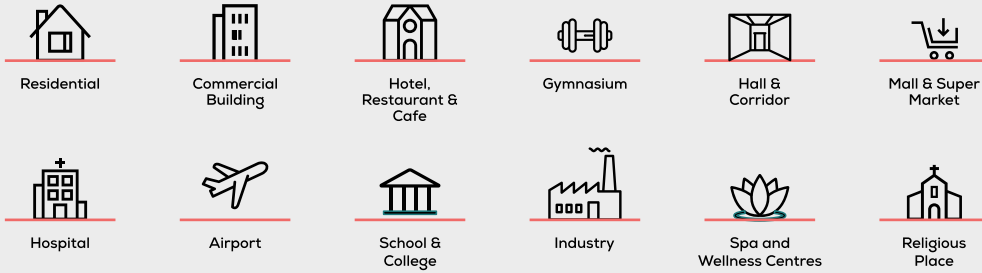 Residential
Commercial
Building
Hotel,
Restaurant &
Cafe
Gymnasium
Hall &
Corridor
Mall & Super
Market
Hospital
Airport
School &
College
Industry
Spa and
Wellness Centres
Religious
Place